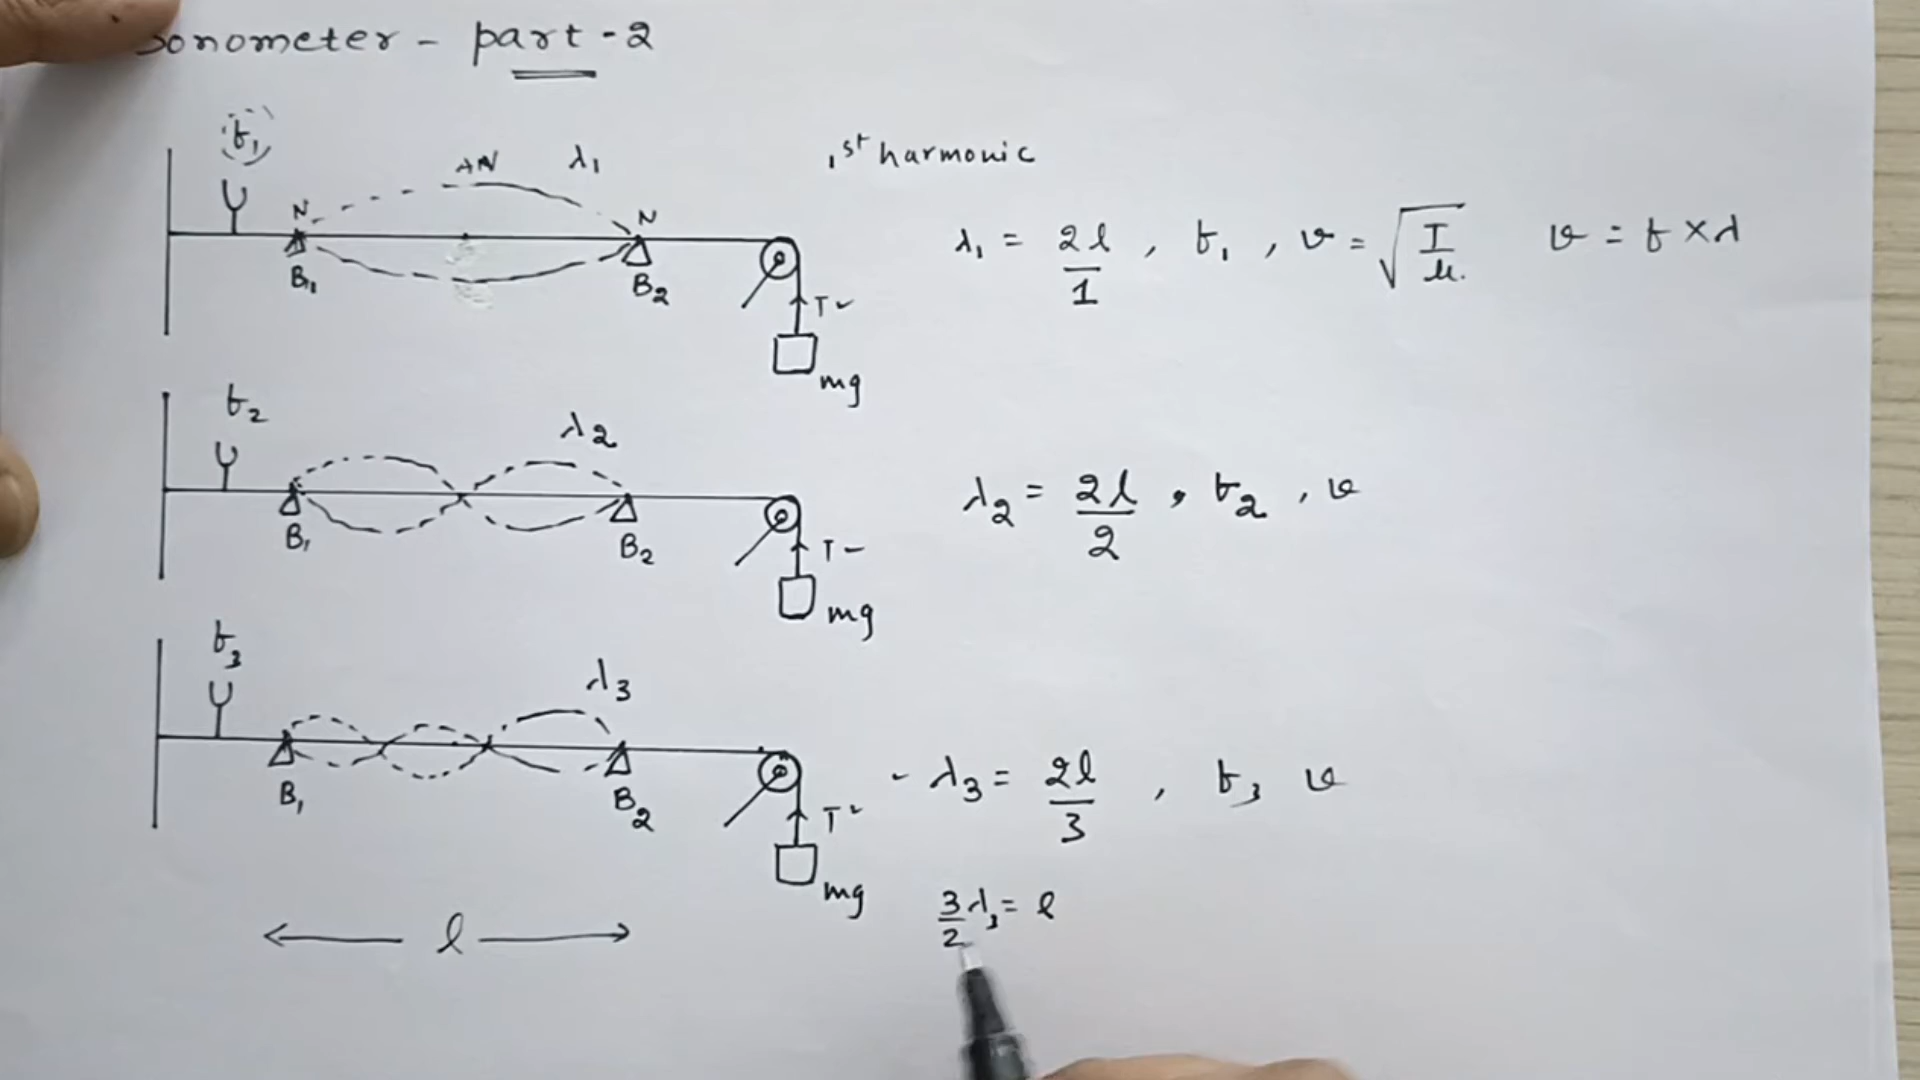 Sonometer - part-2
f₁
AN λ₁
1st harmonic
N N
λ₁ = 2l/1 , f₁ , v = √(T/μ) v = f × λ
B₁ B₂
T
mg
f₂
λ₂
λ₂ = 2l/2 , f₂ , v
B₁ B₂
T
mg
f₃
λ₃
λ₃ = 2l/3 , f₃ v
B₁ B₂
T
mg
3/2 λ₃ = l
l